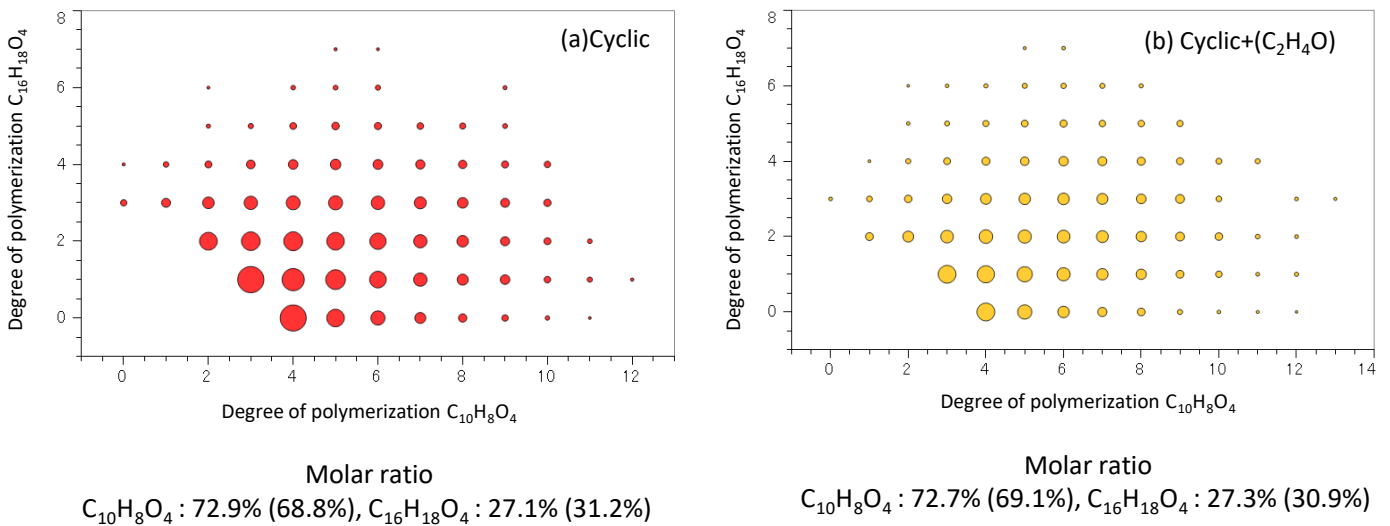 (a)Cyclic
Degree of polymerization C₁₆H₁₈O₄
8
6
4
2
0
0 2 4 6 8 10 12
Degree of polymerization C₁₀H₈O₄
Molar ratio
C₁₀H₈O₄ : 72.9% (68.8%), C₁₆H₁₈O₄ : 27.1% (31.2%)
(b) Cyclic+(C₂H₄O)
Degree of polymerization C₁₆H₁₈O₄
8
6
4
2
0
0 2 4 6 8 10 12 14
Degree of polymerization C₁₀H₈O₄
Molar ratio
C₁₀H₈O₄ : 72.7% (69.1%), C₁₆H₁₈O₄ : 27.3% (30.9%)